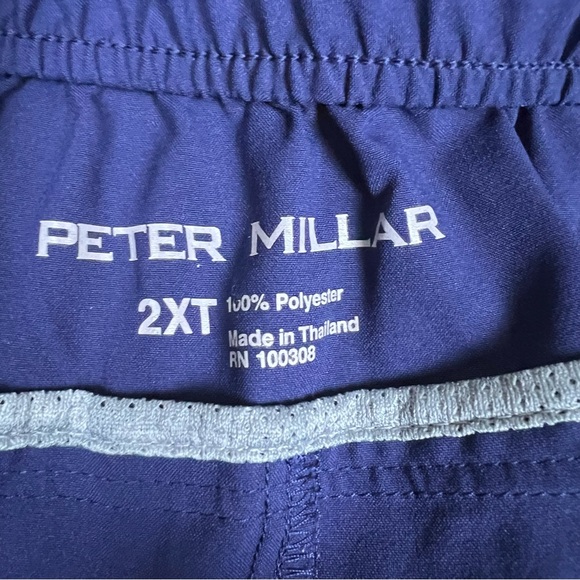 PETER MILLAR
2XT
100% Polyester
Made in Thailand
RN 100308